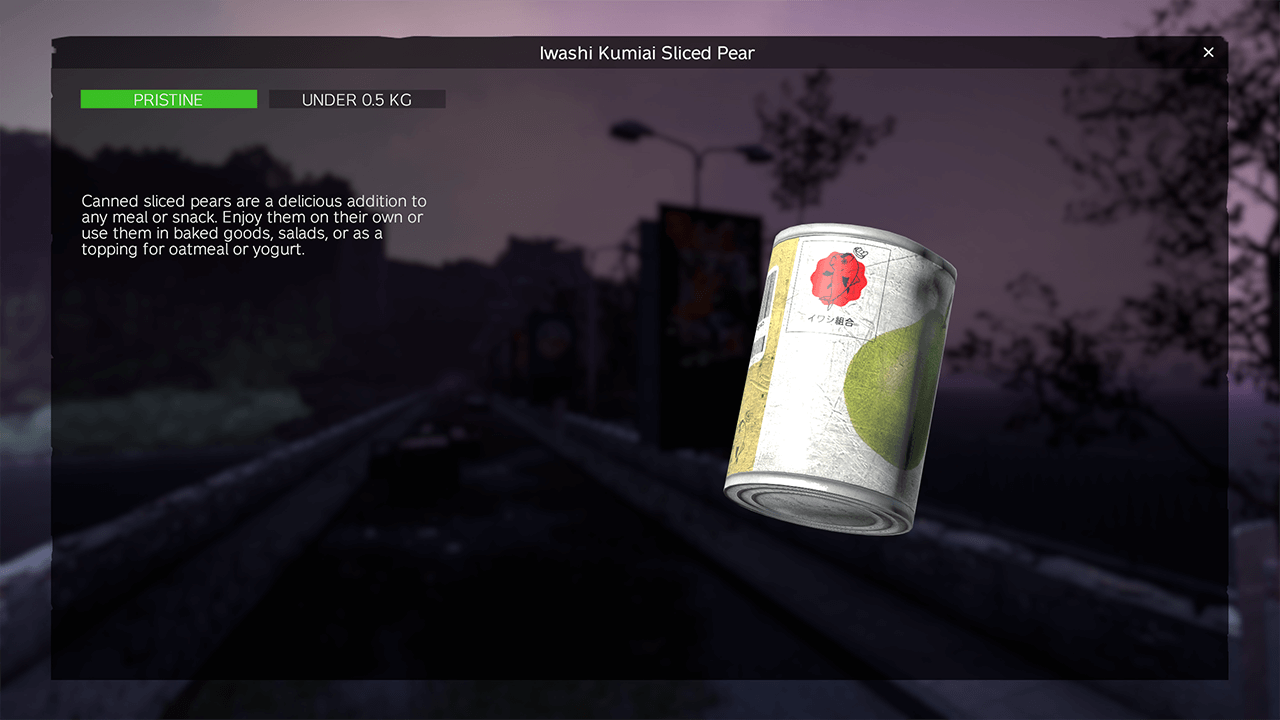 Iwashi Kumiai Sliced Pear
PRISTINE
UNDER 0.5 KG
Canned sliced pears are a delicious addition to
any meal or snack. Enjoy them on their own or
use them in baked goods, salads, or as a
topping for oatmeal or yogurt.
イワシ組合